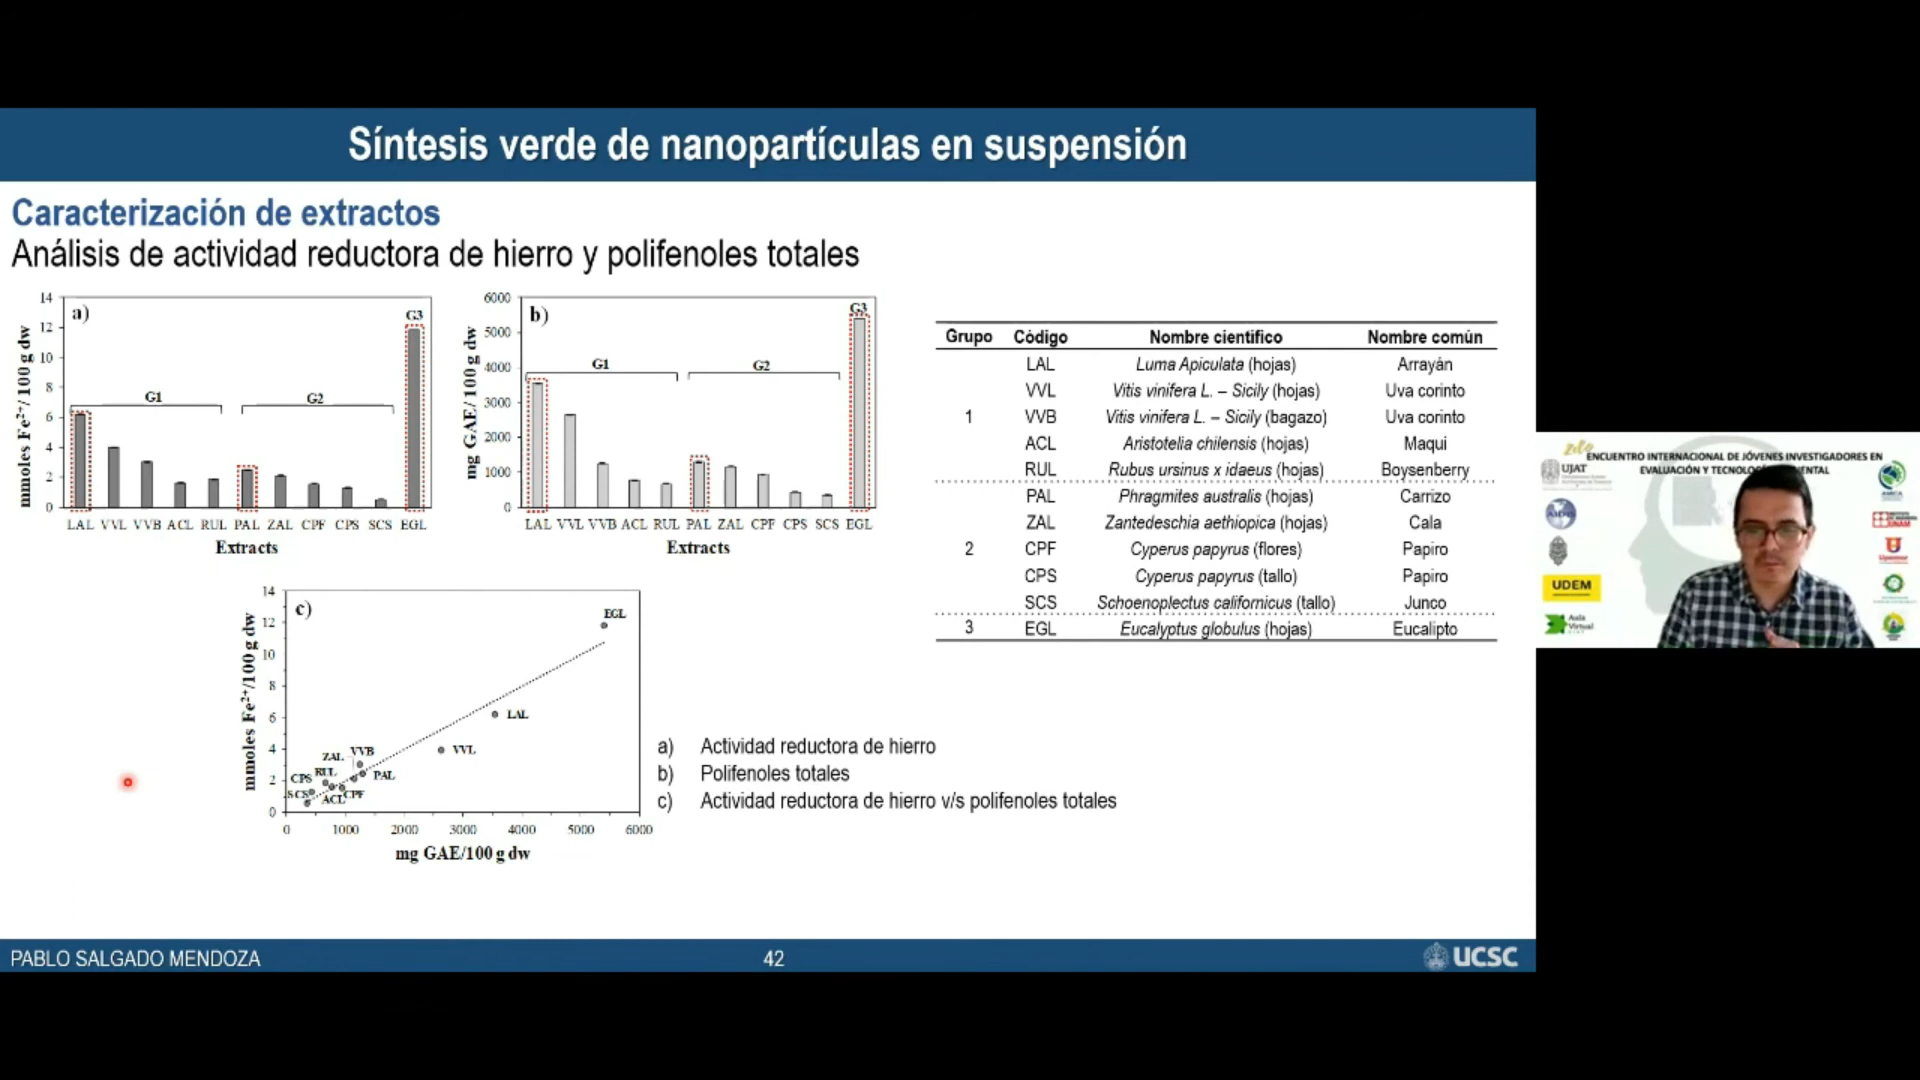 Síntesis verde de nanopartículas en suspensión
Caracterización de extractos
Análisis de actividad reductora de hierro y polifenoles totales
a)
mmoles Fe²⁺/ 100 g dw
14
12
10
8
6
4
2
0
G1
G2
G3
LAL VVL VVB ACL RUL PAL ZAL CPF CPS SCS EGL
Extracts
b)
mg GAE/ 100 g dw
6000
5000
4000
3000
2000
1000
0
G1
G2
G3
LAL VVL VVB ACL RUL PAL ZAL CPF CPS SCS EGL
Extracts
c)
mmoles Fe²⁺/100 g dw
14
12
10
8
6
4
2
0
EGL
LAL
VVL
VVB
ZAL
PAL
RUL
CPS
SCS
ACL
CPF
0 1000 2000 3000 4000 5000 6000
mg GAE/100 g dw
Grupo Código Nombre científico Nombre común
LAL Luma Apiculata (hojas) Arrayán
VVL Vitis vinifera L. – Sicily (hojas) Uva corinto
1 VVB Vitis vinifera L. – Sicily (bagazo) Uva corinto
ACL Aristotelia chilensis (hojas) Maqui
RUL Rubus ursinus x idaeus (hojas) Boysenberry
PAL Phragmites australis (hojas) Carrizo
ZAL Zantedeschia aethiopica (hojas) Cala
2 CPF Cyperus papyrus (flores) Papiro
CPS Cyperus papyrus (tallo) Papiro
SCS Schoenoplectus californicus (tallo) Junco
3 EGL Eucalyptus globulus (hojas) Eucalipto
a) Actividad reductora de hierro
b) Polifenoles totales
c) Actividad reductora de hierro v/s polifenoles totales
PABLO SALGADO MENDOZA
42
UCSC
2do
ENCUENTRO INTERNACIONAL DE JÓVENES INVESTIGADORES EN
EVALUACIÓN Y
UJAT
AIDIS
UDEM
Aula
Virtual
UNAM